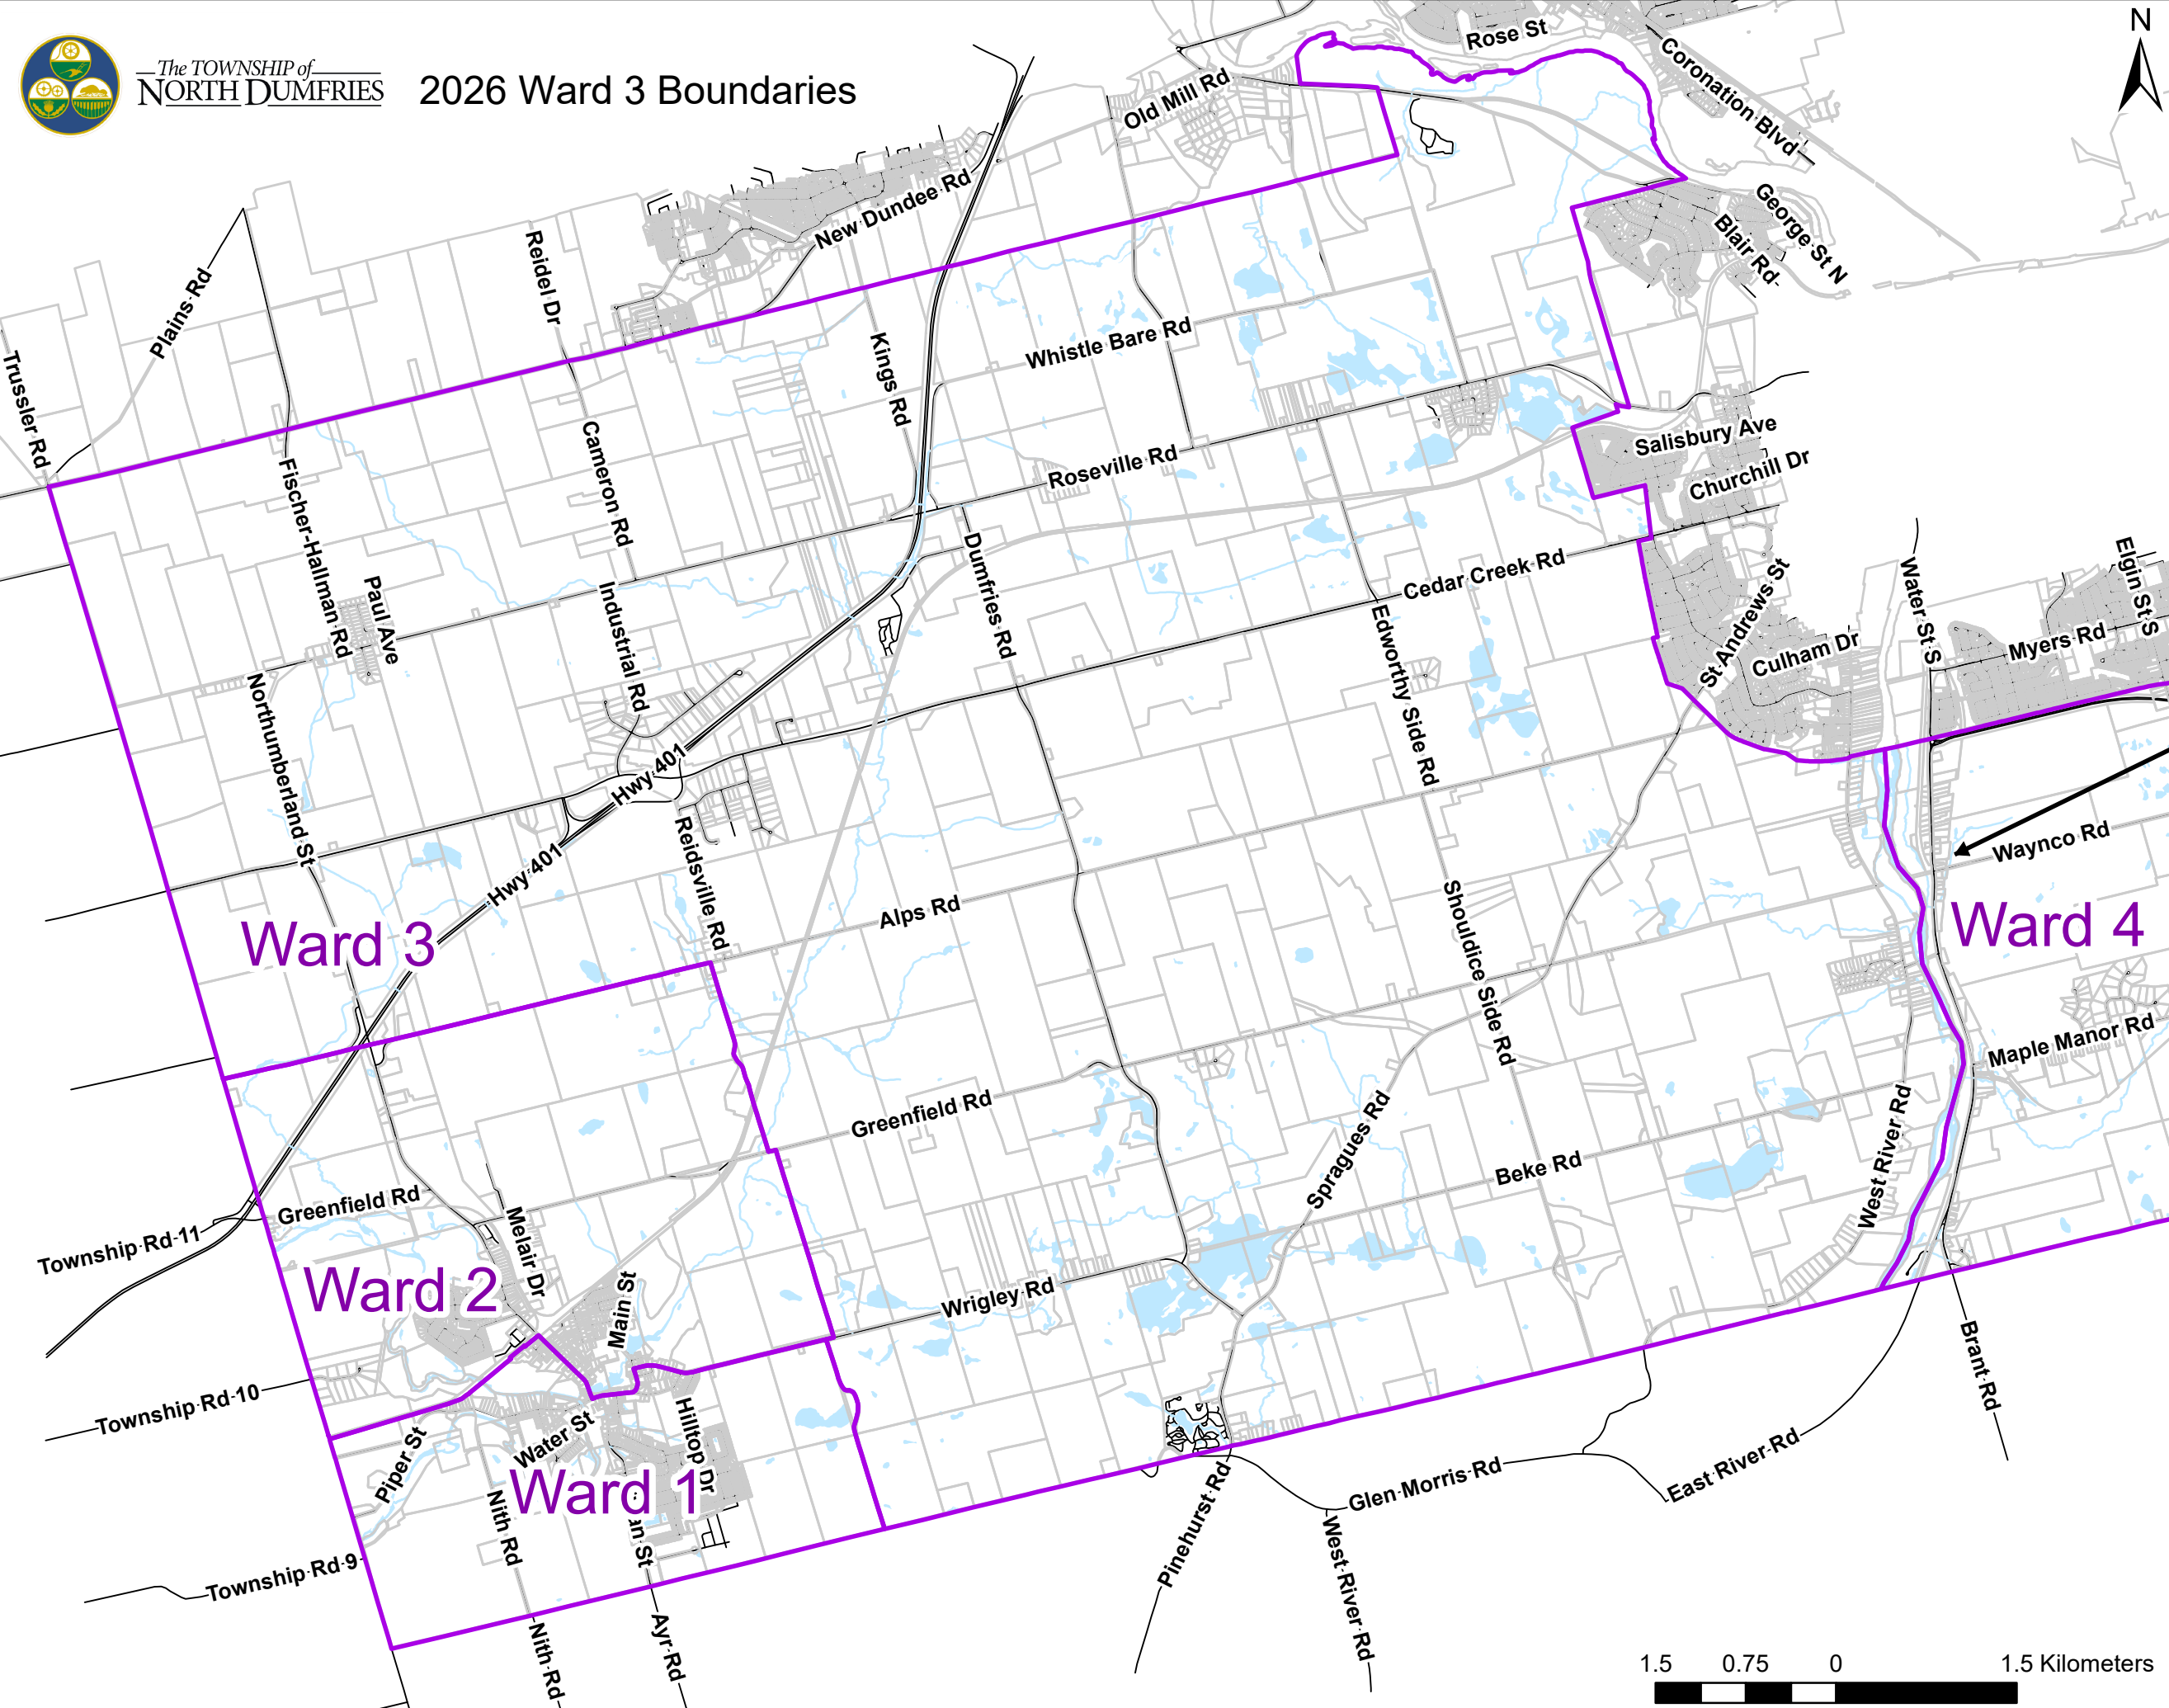 The TOWNSHIP of
NORTH DUMFRIES
2026 Ward 3 Boundaries
N
Rose St
Coronation Blvd
Old Mill Rd
New Dundee Rd
George St N
Blair Rd
Plains Rd
Reidel Dr
Trussler Rd
Kings Rd
Whistle Bare Rd
Cameron Rd
Fischer-Hallman Rd
Roseville Rd
Salisbury Ave
Churchill Dr
Dumfries Rd
Cedar Creek Rd
Paul Ave
Industrial Rd
Edworthy Side Rd
St Andrews St
Culham Dr
Water St S
Myers Rd
Elgin St S
Northumberland St
Hwy 401
Hwy 401
Reidsville Rd
Waynco Rd
Alps Rd
Shouldice Side Rd
Ward 3
Ward 4
Maple Manor Rd
Greenfield Rd
Spragues Rd
Beke Rd
West River Rd
Greenfield Rd
Township Rd 11
Melair Dr
Ward 2
Main St
Wrigley Rd
Brant Rd
Township Rd 10
Piper St
Water St
Hilltop Dr
Ward 1
Nith Rd
an St
Township Rd 9
Pinehurst Rd
Glen Morris Rd
East River Rd
West River Rd
Nith Rd
Ayr Rd
1.5 0.75 0 1.5 Kilometers